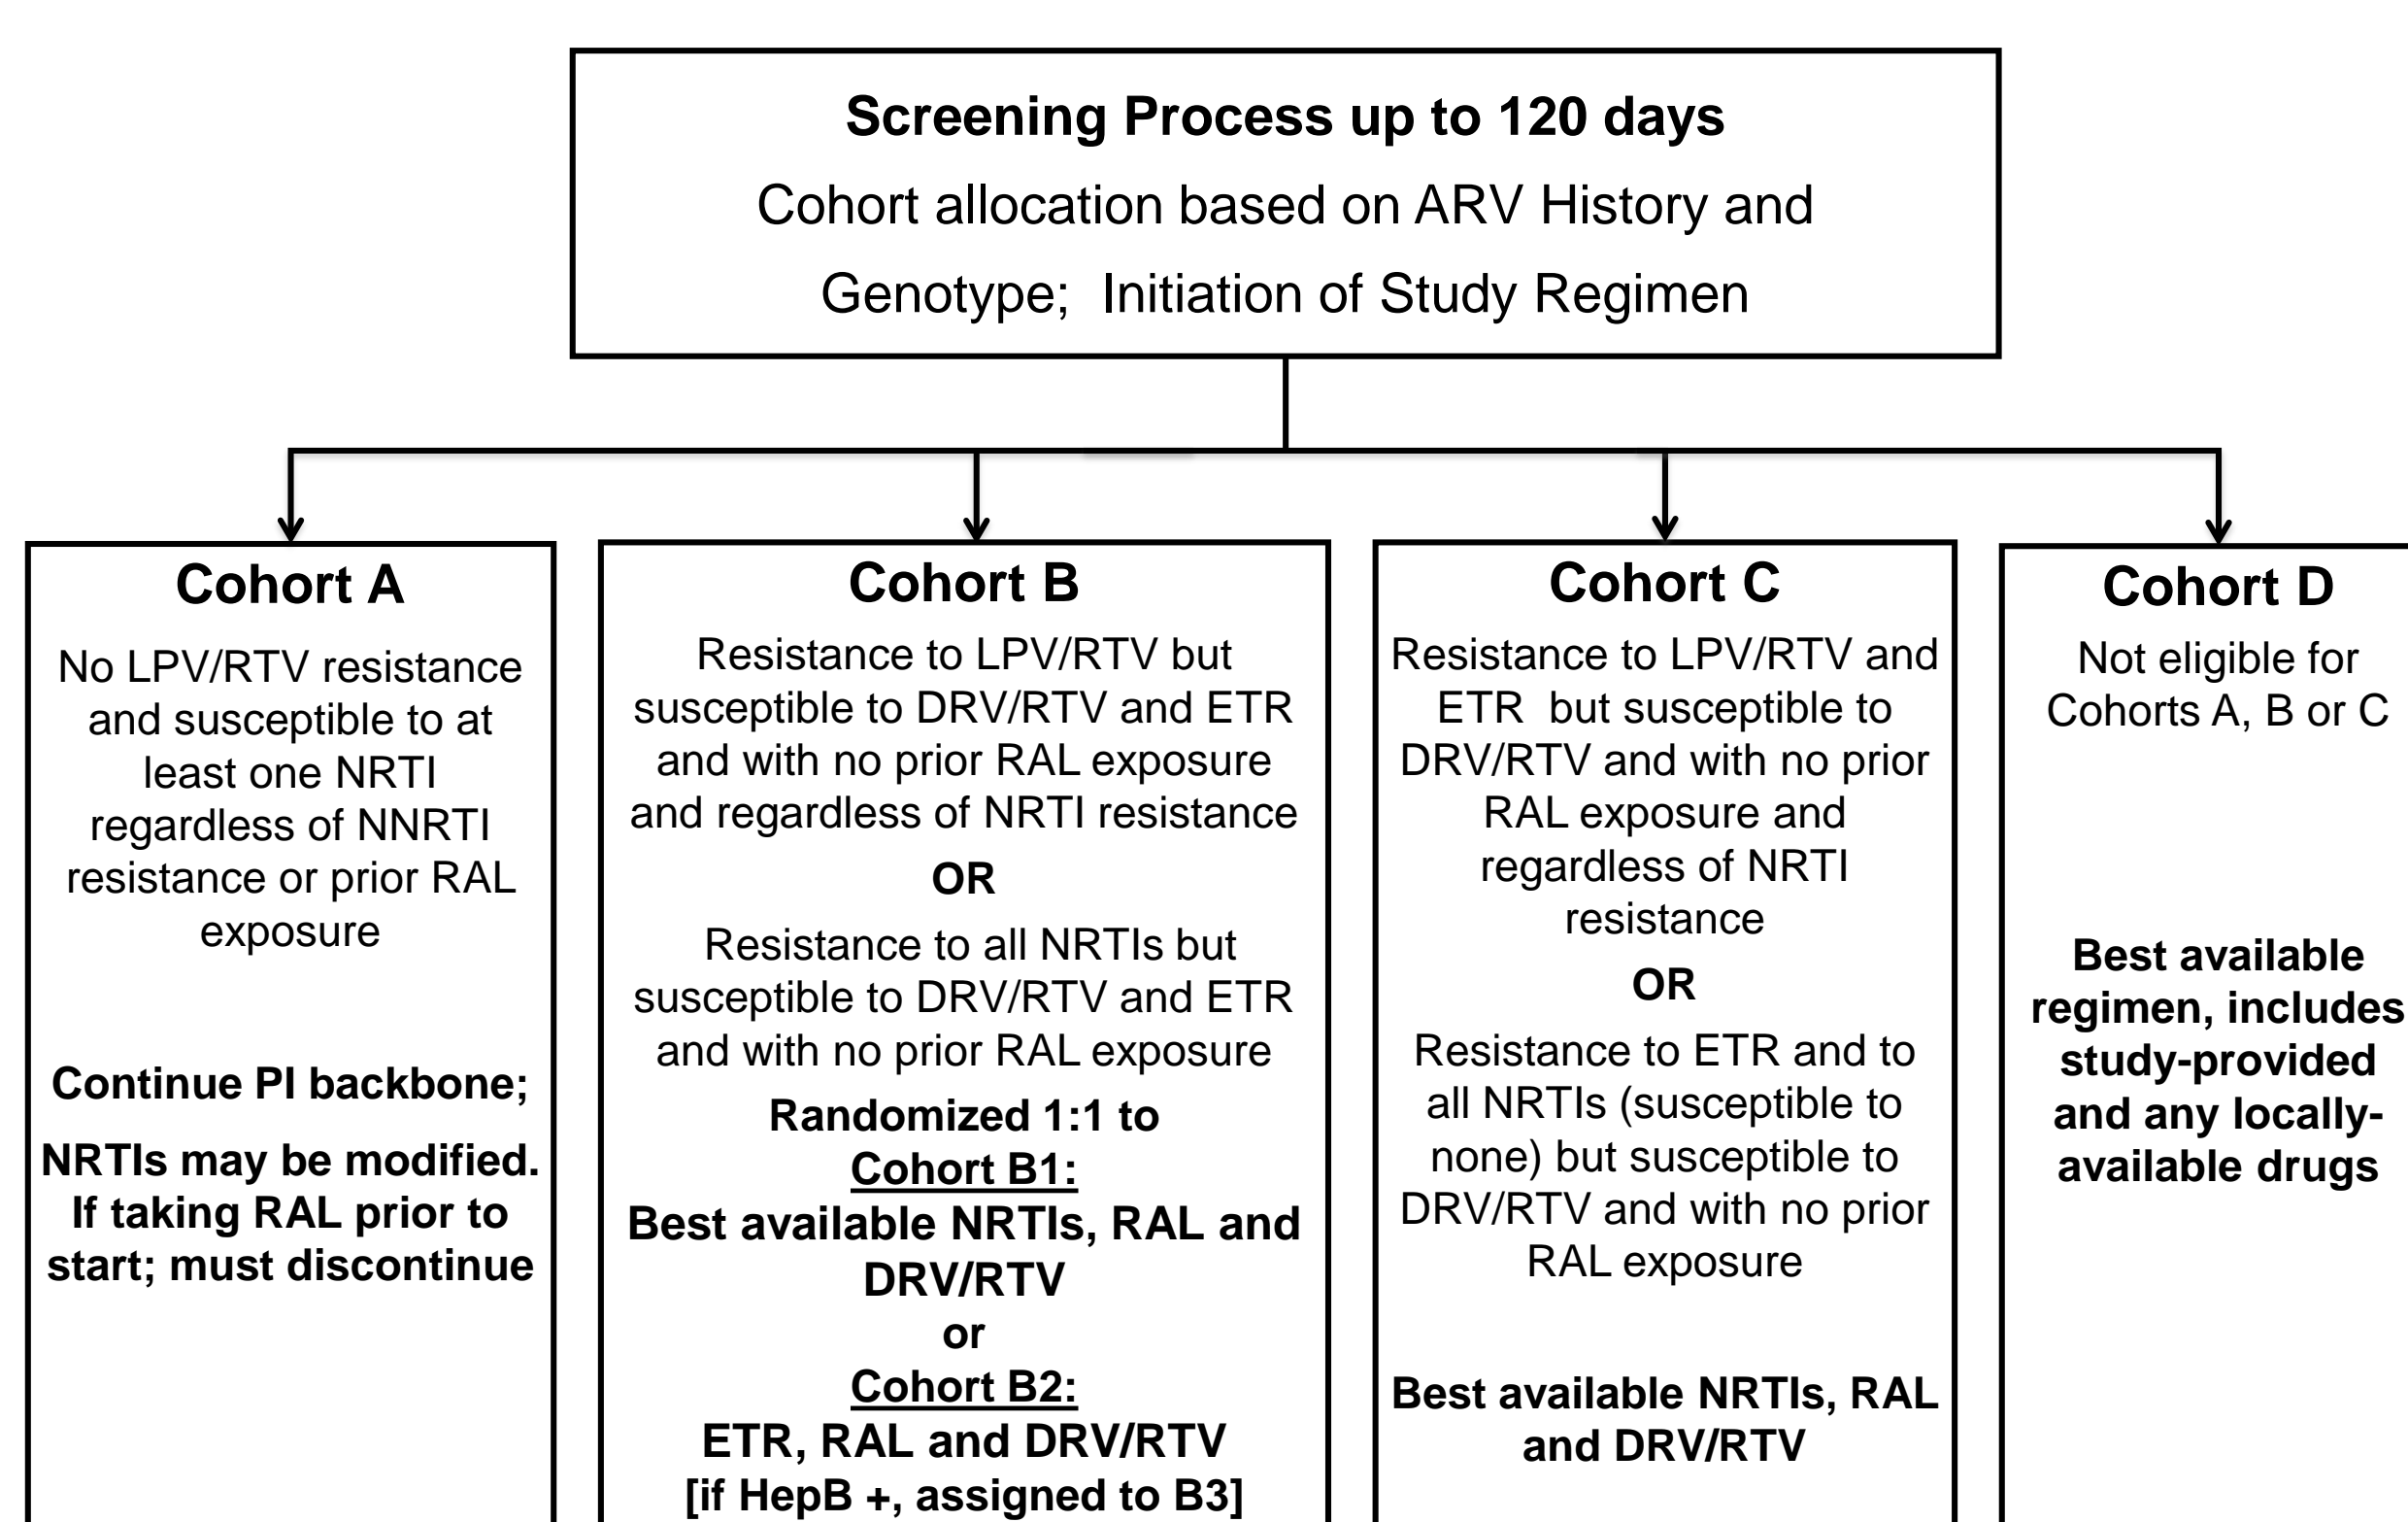 Screening Process up to 120 days
Cohort allocation based on ARV History and
Genotype; Initiation of Study Regimen
Cohort A
No LPV/RTV resistance
and susceptible to at
least one NRTI
regardless of NNRTI
resistance or prior RAL
exposure
Continue PI backbone;
NRTIs may be modified.
If taking RAL prior to
start; must discontinue
Cohort B
Resistance to LPV/RTV but
susceptible to DRV/RTV and ETR
and with no prior RAL exposure
and regardless of NRTI resistance
OR
Resistance to all NRTIs but
susceptible to DRV/RTV and ETR
and with no prior RAL exposure
Randomized 1:1 to
Cohort B1:
Best available NRTIs, RAL and
DRV/RTV
or
Cohort B2:
ETR, RAL and DRV/RTV
[if HepB +, assigned to B3]
Cohort C
Resistance to LPV/RTV and
ETR but susceptible to
DRV/RTV and with no prior
RAL exposure and
regardless of NRTI
resistance
OR
Resistance to ETR and to
all NRTIs (susceptible to
none) but susceptible to
DRV/RTV and with no prior
RAL exposure
Best available NRTIs, RAL
and DRV/RTV
Cohort D
Not eligible for
Cohorts A, B or C
Best available
regimen, includes
study-provided
and any locally-
available drugs